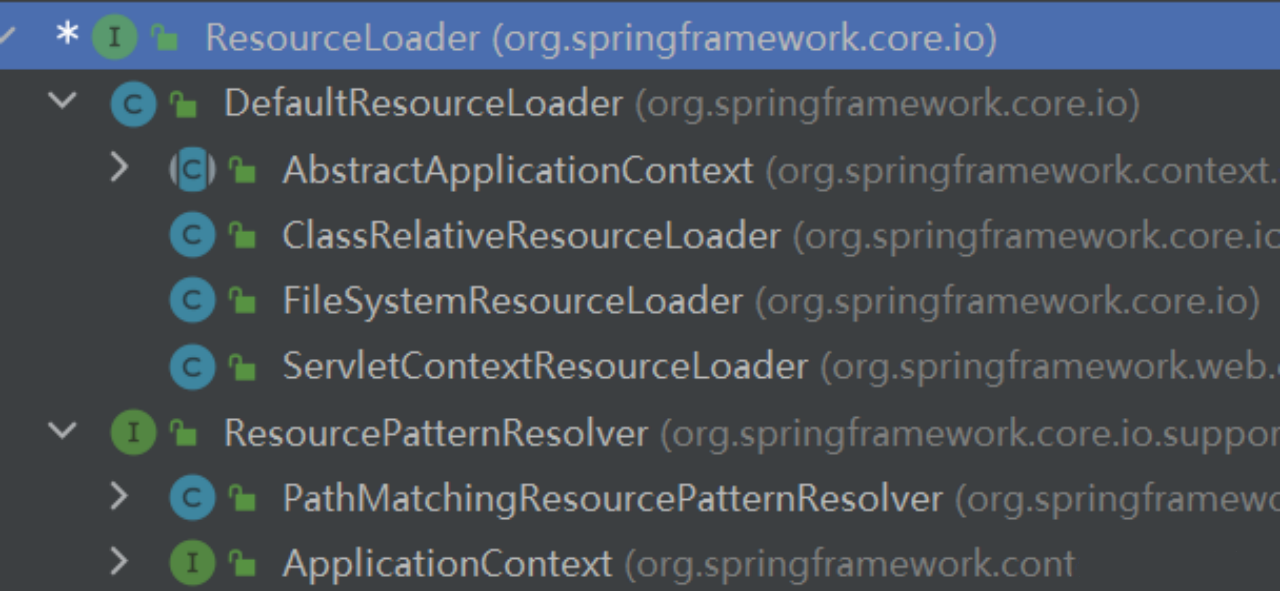 * I ResourceLoader (org.springframework.core.io)
C DefaultResourceLoader (org.springframework.core.io)
C AbstractApplicationContext (org.springframework.context.
C ClassRelativeResourceLoader (org.springframework.core.io
C FileSystemResourceLoader (org.springframework.core.io)
C ServletContextResourceLoader (org.springframework.web.
I ResourcePatternResolver (org.springframework.core.io.suppor
C PathMatchingResourcePatternResolver (org.springframewo
I ApplicationContext (org.springframework.cont